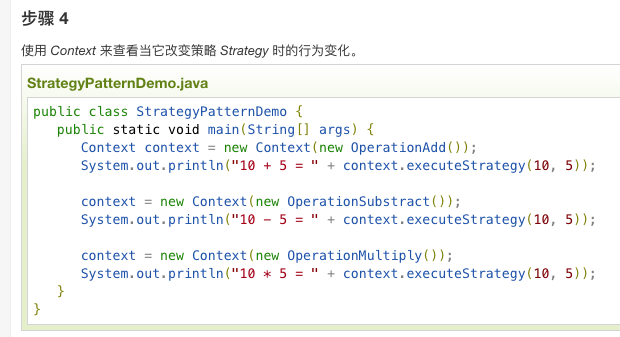 步骤 4
使用 Context 来查看当它改变策略 Strategy 时的行为变化。
StrategyPatternDemo.java
public class StrategyPatternDemo {
   public static void main(String[] args) {
      Context context = new Context(new OperationAdd());
      System.out.println("10 + 5 = " + context.executeStrategy(10, 5));

      context = new Context(new OperationSubstract());
      System.out.println("10 - 5 = " + context.executeStrategy(10, 5));

      context = new Context(new OperationMultiply());
      System.out.println("10 * 5 = " + context.executeStrategy(10, 5));
   }
}